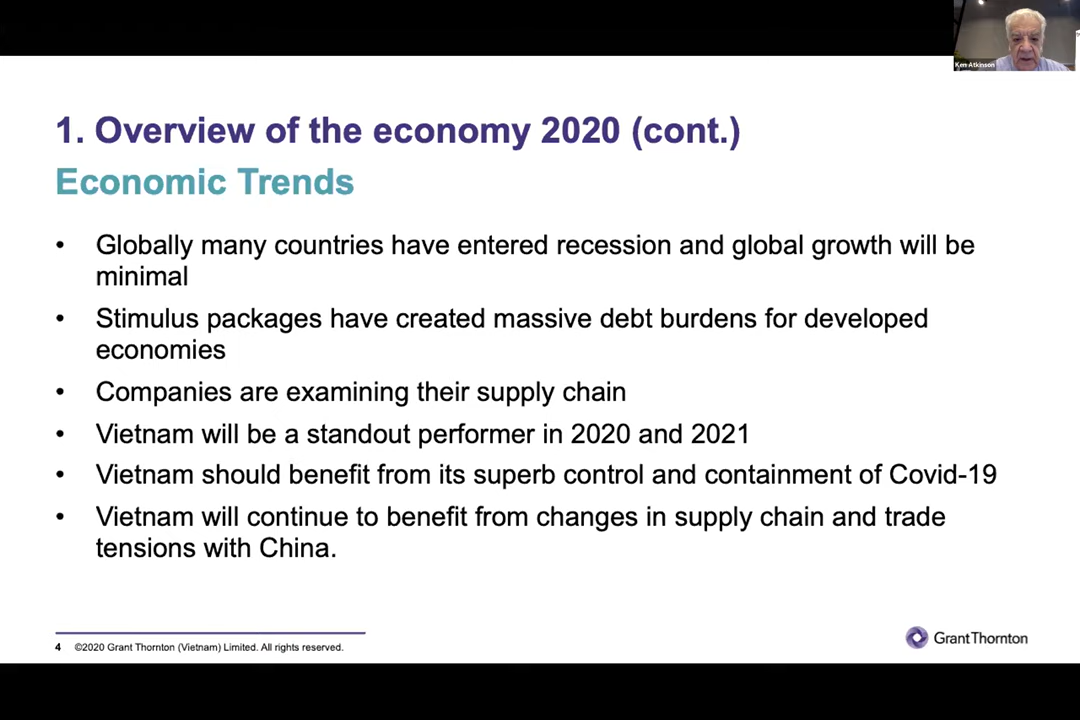 Ken Atkinson
1. Overview of the economy 2020 (cont.)
Economic Trends
• Globally many countries have entered recession and global growth will be
minimal
• Stimulus packages have created massive debt burdens for developed
economies
• Companies are examining their supply chain
• Vietnam will be a standout performer in 2020 and 2021
• Vietnam should benefit from its superb control and containment of Covid-19
• Vietnam will continue to benefit from changes in supply chain and trade
tensions with China.
4 ©2020 Grant Thornton (Vietnam) Limited. All rights reserved.
GrantThornton